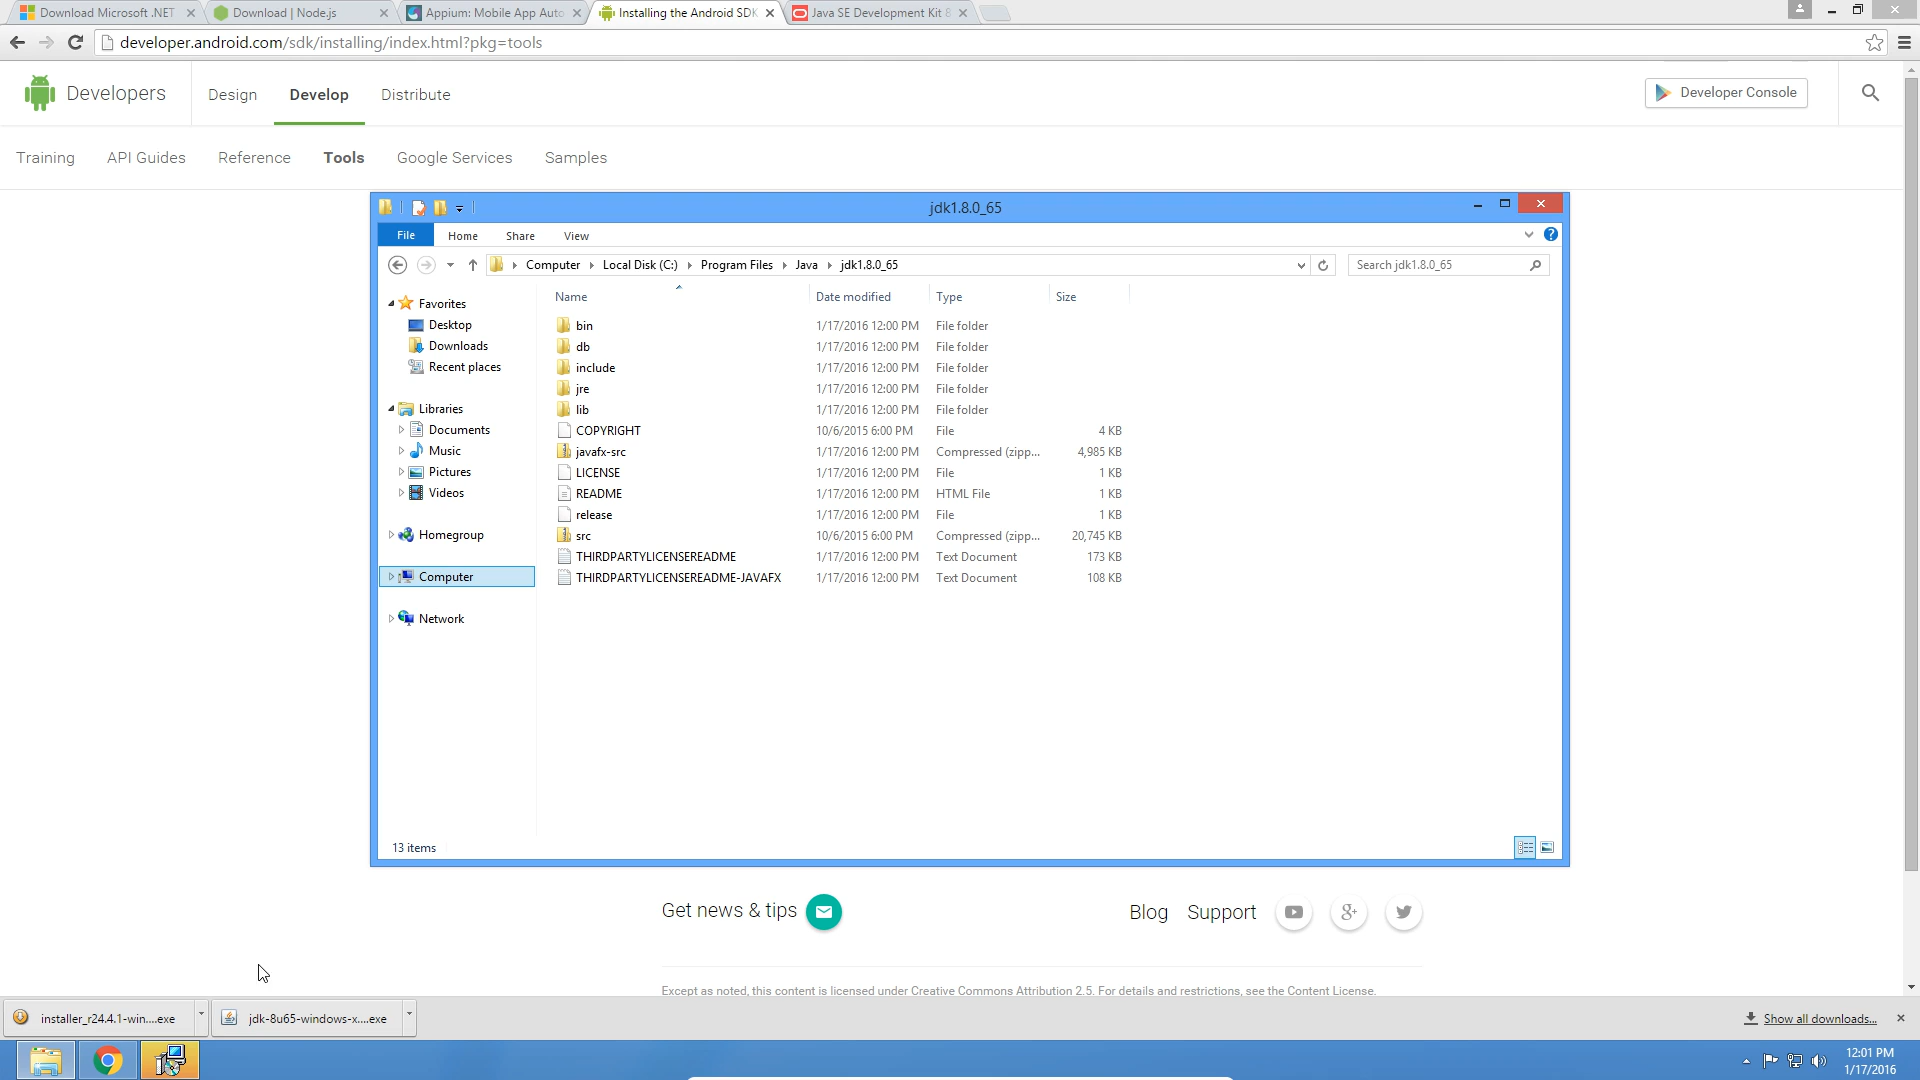 Download Microsoft .NET
Download | Node.js
Appium: Mobile App Auto
Installing the Android SDK
Java SE Development Kit 8
developer.android.com/sdk/installing/index.html?pkg=tools
Developers
Design
Develop
Distribute
Developer Console
Training
API Guides
Reference
Tools
Google Services
Samples
jdk1.8.0_65
File
Home
Share
View
Computer
Local Disk (C:)
Program Files
Java
jdk1.8.0_65
Search jdk1.8.0_65
Favorites
Desktop
Downloads
Recent places
Libraries
Documents
Music
Pictures
Videos
Homegroup
Computer
Network
Name Date modified Type Size
bin 1/17/2016 12:00 PM File folder
db 1/17/2016 12:00 PM File folder
include 1/17/2016 12:00 PM File folder
jre 1/17/2016 12:00 PM File folder
lib 1/17/2016 12:00 PM File folder
COPYRIGHT 10/6/2015 6:00 PM File 4 KB
javafx-src 1/17/2016 12:00 PM Compressed (zipp... 4,985 KB
LICENSE 1/17/2016 12:00 PM File 1 KB
README 1/17/2016 12:00 PM HTML File 1 KB
release 1/17/2016 12:00 PM File 1 KB
src 10/6/2015 6:00 PM Compressed (zipp... 20,745 KB
THIRDPARTYLICENSEREADME 1/17/2016 12:00 PM Text Document 173 KB
THIRDPARTYLICENSEREADME-JAVAFX 1/17/2016 12:00 PM Text Document 108 KB
13 items
Get news & tips
Blog
Support
Except as noted, this content is licensed under Creative Commons Attribution 2.5. For details and restrictions, see the Content License.
installer_r24.4.1-win....exe
jdk-8u65-windows-x....exe
Show all downloads...
12:01 PM
1/17/2016